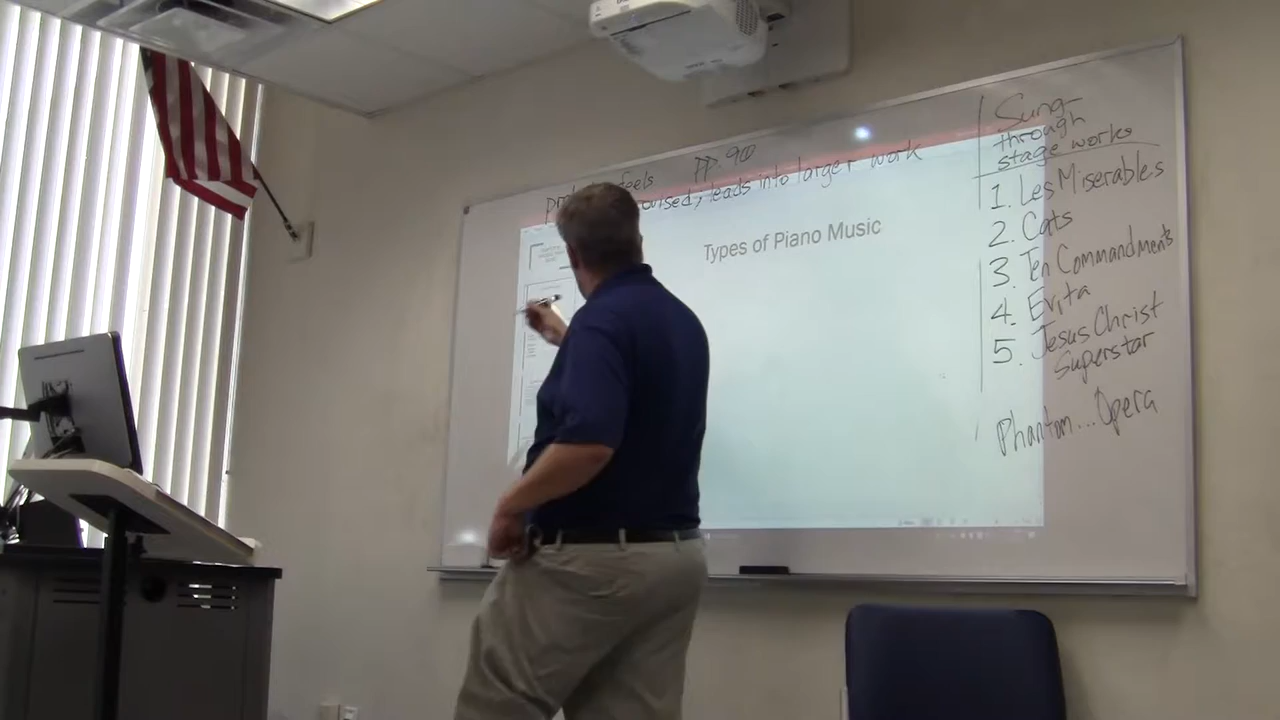 pp. 90
feels
, leads into larger work
Types of Piano Music
Sung-
through
stage works
1. Les Miserables
2. Cats
3. Ten Commandments
4. Evita
5. Jesus Christ
Superstar
Phantom... Opera